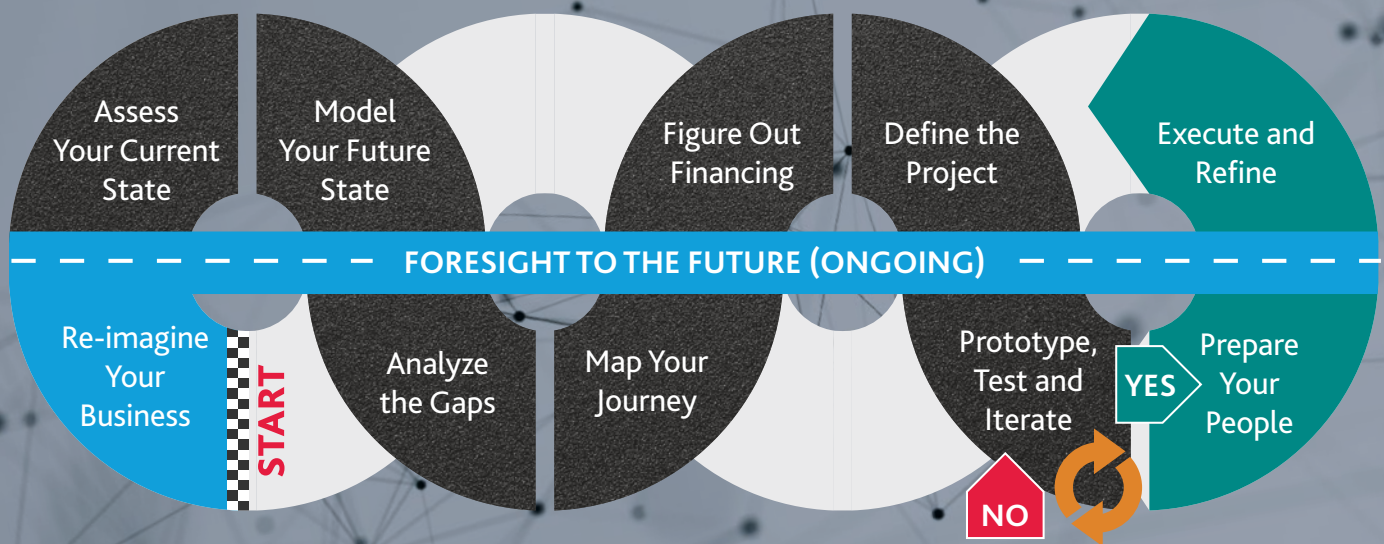 Assess
Your Current
State
Model
Your Future
State
Figure Out
Financing
Define the
Project
Execute and
Refine
FORESIGHT TO THE FUTURE (ONGOING)
Re-imagine
Your
Business
START
Analyze
the Gaps
Map Your
Journey
Prototype,
Test and
Iterate
YES
Prepare
Your
People
NO